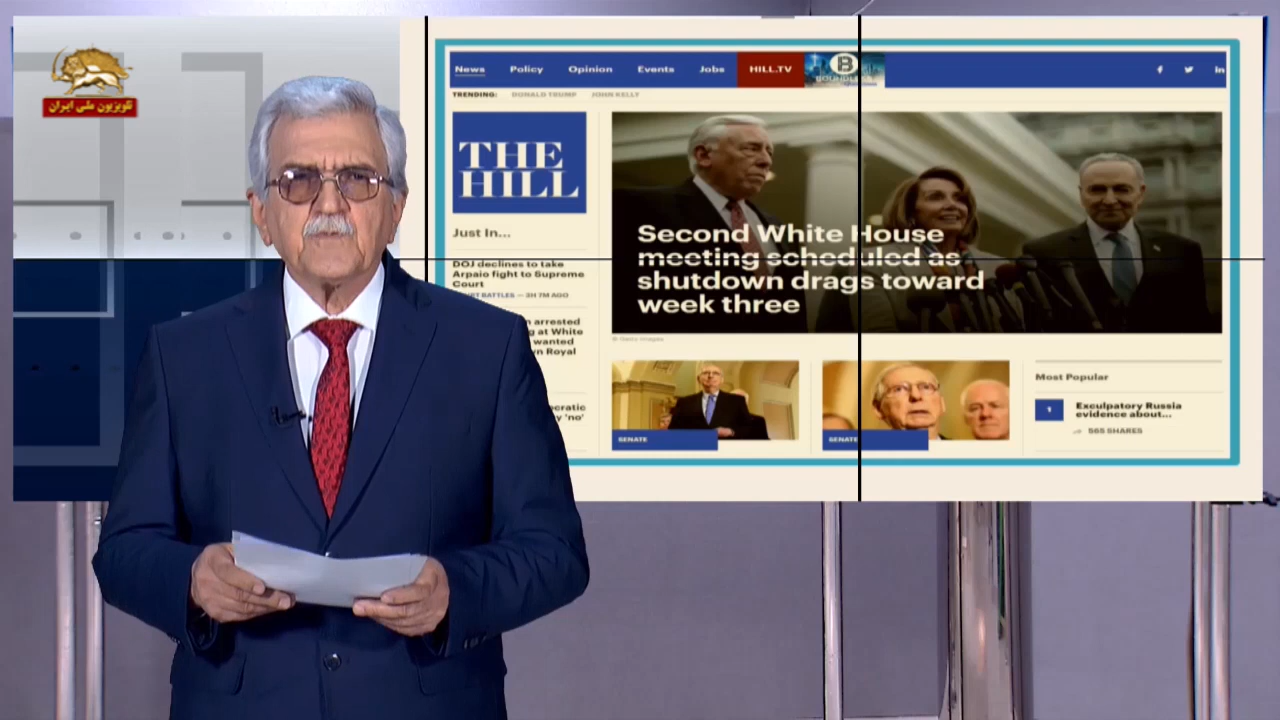 تلویزیون ملی ایران
News Policy Opinion Events Jobs HILL.TV
TRENDING: DONALD TRUMP JOHN KELLY
THE
HILL
Just In...
DOJ declines to take
Arpaio fight to Supreme
Court
BATTLES — 2H 7M AGO
arrested
at White
wanted
Royal
'no'
Second White House
meeting scheduled as
shutdown drags toward
week three
© Getty Images
SENATE
SENATE
Most Popular
1
Exculpatory Russia
evidence about...
565 SHARES